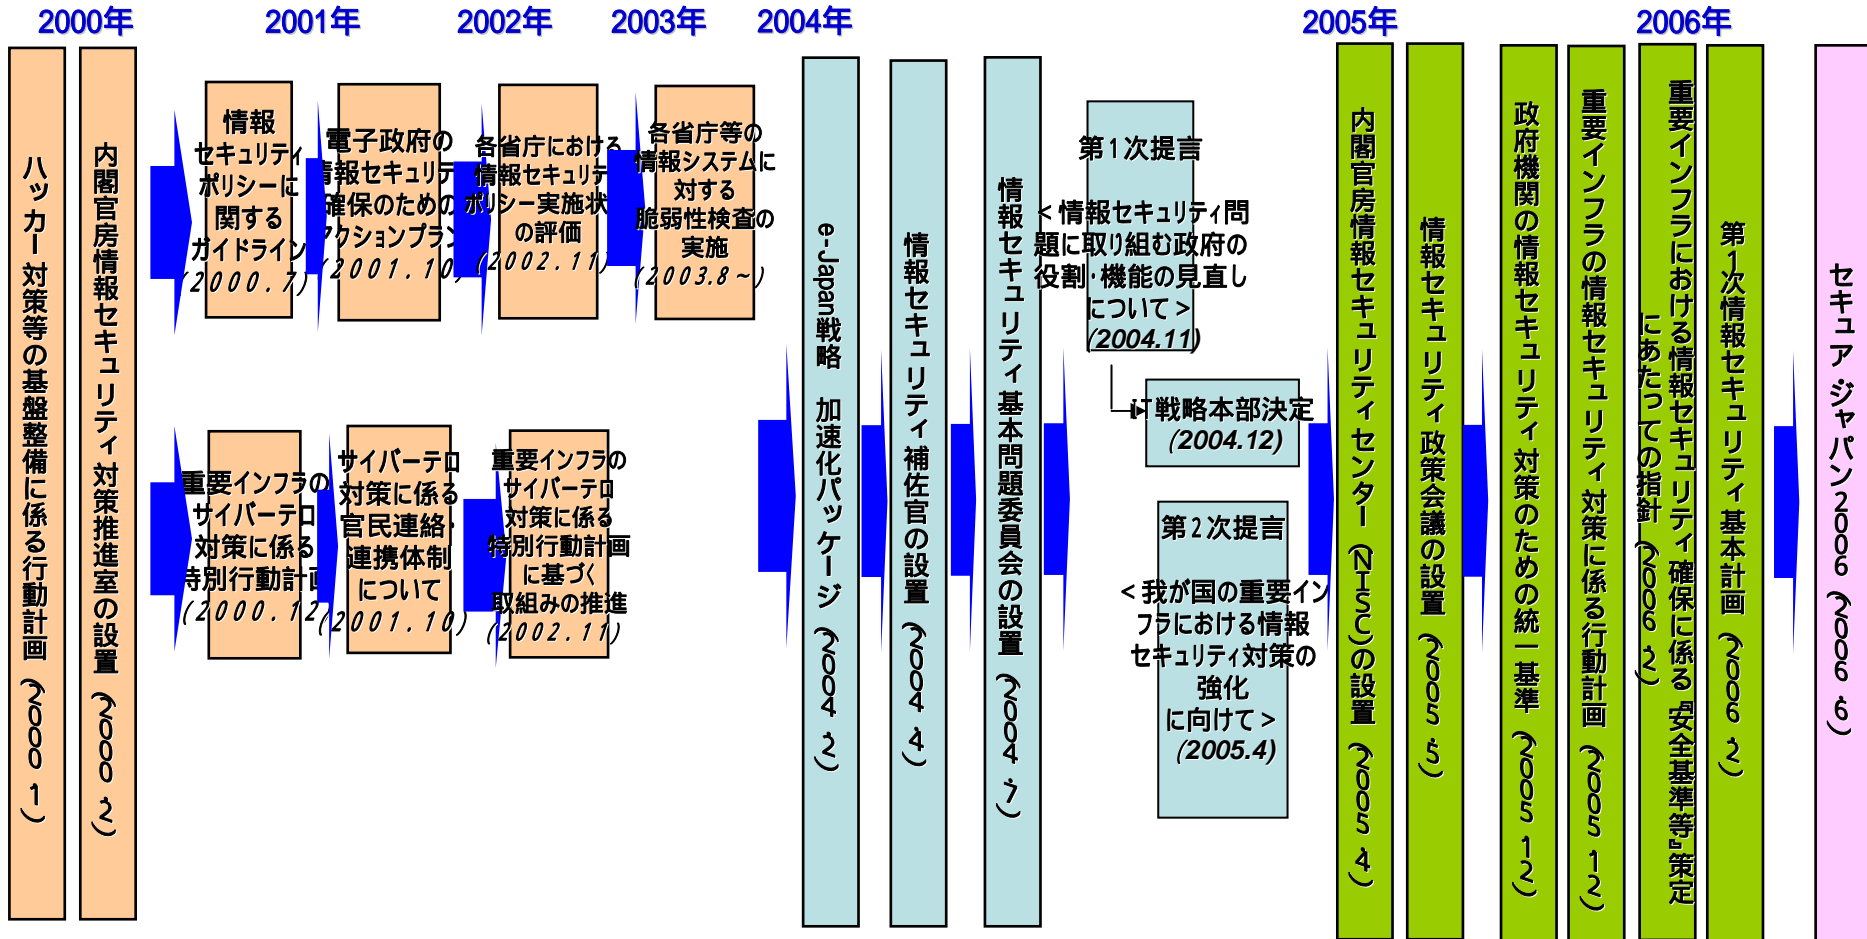 2000年
2001年
2002年
2003年
2004年
2005年
2006年
ハッカー対策等の基盤整備に係る行動計画（2000.1）
内閣官房情報セキュリティ対策推進室の設置（2000.2）
情報
セキュリティ
ポリシーに
関する
ガイドライン
(2000.7)
電子政府の
情報セキュリティ
確保のための
アクションプラン
(2001.10)
各省庁における
情報セキュリティ
ポリシー実施状
の評価
(2002.11)
各省庁等の
情報システムに
対する
脆弱性検査の
実施
(2003.8～)
重要インフラの
サイバーテロ
対策に係る
特別行動計画
(2000.12
サイバーテロ
対策に係る
官民連絡・
連携体制
について
(2001.10)
重要インフラの
サイバーテロ
対策に係る
特別行動計画
に基づく
取組みの推進
(2002.11)
e-Japan戦略 加速化パッケージ（2004.2）
情報セキュリティ補佐官の設置（2004.4）
情報セキュリティ基本問題委員会の設置（2004.7）
第1次提言
＜情報セキュリティ問
題に取り組む政府の
役割・機能の見直し
について＞
(2004.11)
IT戦略本部決定
(2004.12)
第2次提言
＜我が国の重要イン
フラにおける情報
セキュリティ対策の
強化
に向けて＞
(2005.4)
内閣官房情報セキュリティセンター（NISC）の設置（2005.4）
情報セキュリティ政策会議の設置（2005.5）
政府機関の情報セキュリティ対策のための統一基準（2005.12）
重要インフラの情報セキュリティ対策に係る行動計画（2005.12）
重要インフラにおける情報セキュリティ確保に係る『安全基準等』策定
にあたっての指針（2006.2）
第1次情報セキュリティ基本計画（2006.2）
セキュアジャパン2006（2006.6）